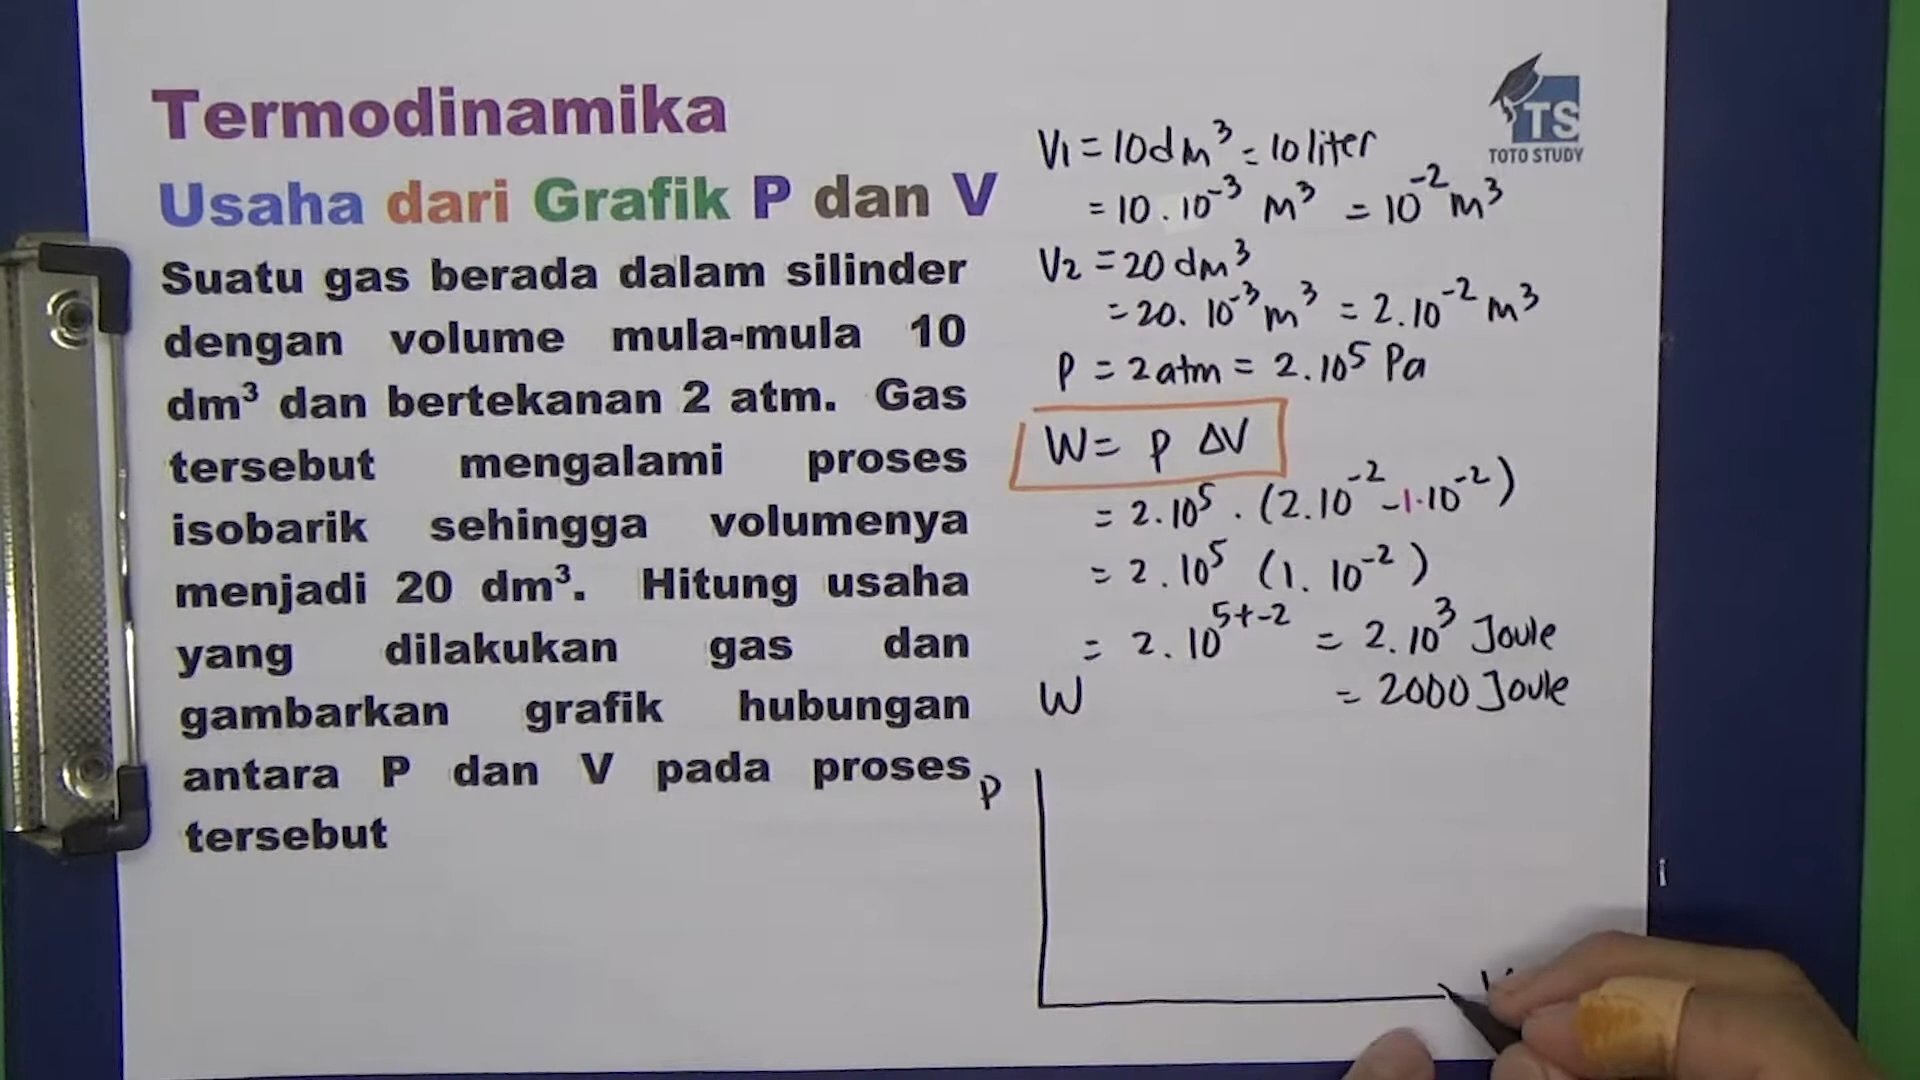 Termodinamika
Usaha dari Grafik P dan V
Suatu gas berada dalam silinder
dengan volume mula-mula 10
dm³ dan bertekanan 2 atm. Gas
tersebut mengalami proses
isobarik sehingga volumenya
menjadi 20 dm³. Hitung usaha
yang dilakukan gas dan
gambarkan grafik hubungan
antara P dan V pada proses
tersebut
TS
TOTO STUDY
V₁ = 10 dm³ = 10 liter
= 10 . 10⁻³ m³ = 10⁻² m³
V₂ = 20 dm³
= 20. 10⁻³ m³ = 2.10⁻² m³
P = 2 atm = 2.10⁵ Pa
W = P ΔV
= 2.10⁵ . (2.10⁻² - 1.10⁻²)
= 2.10⁵ (1. 10⁻²)
= 2.10⁵⁺⁻² = 2.10³ Joule
W = 2000 Joule
P